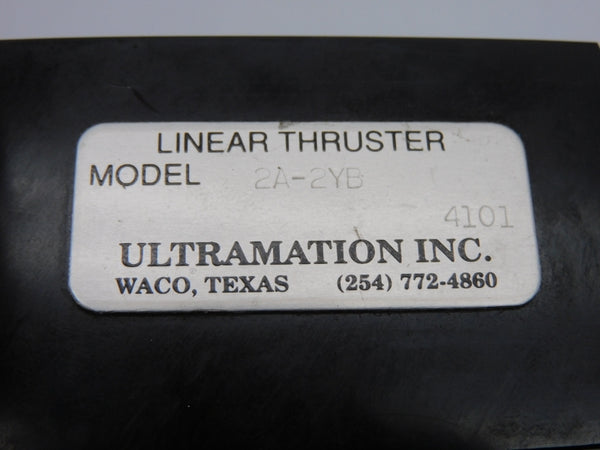 LINEAR THRUSTER
MODEL 2A-2YB
4101
ULTRAMATION INC.
WACO, TEXAS (254) 772-4860